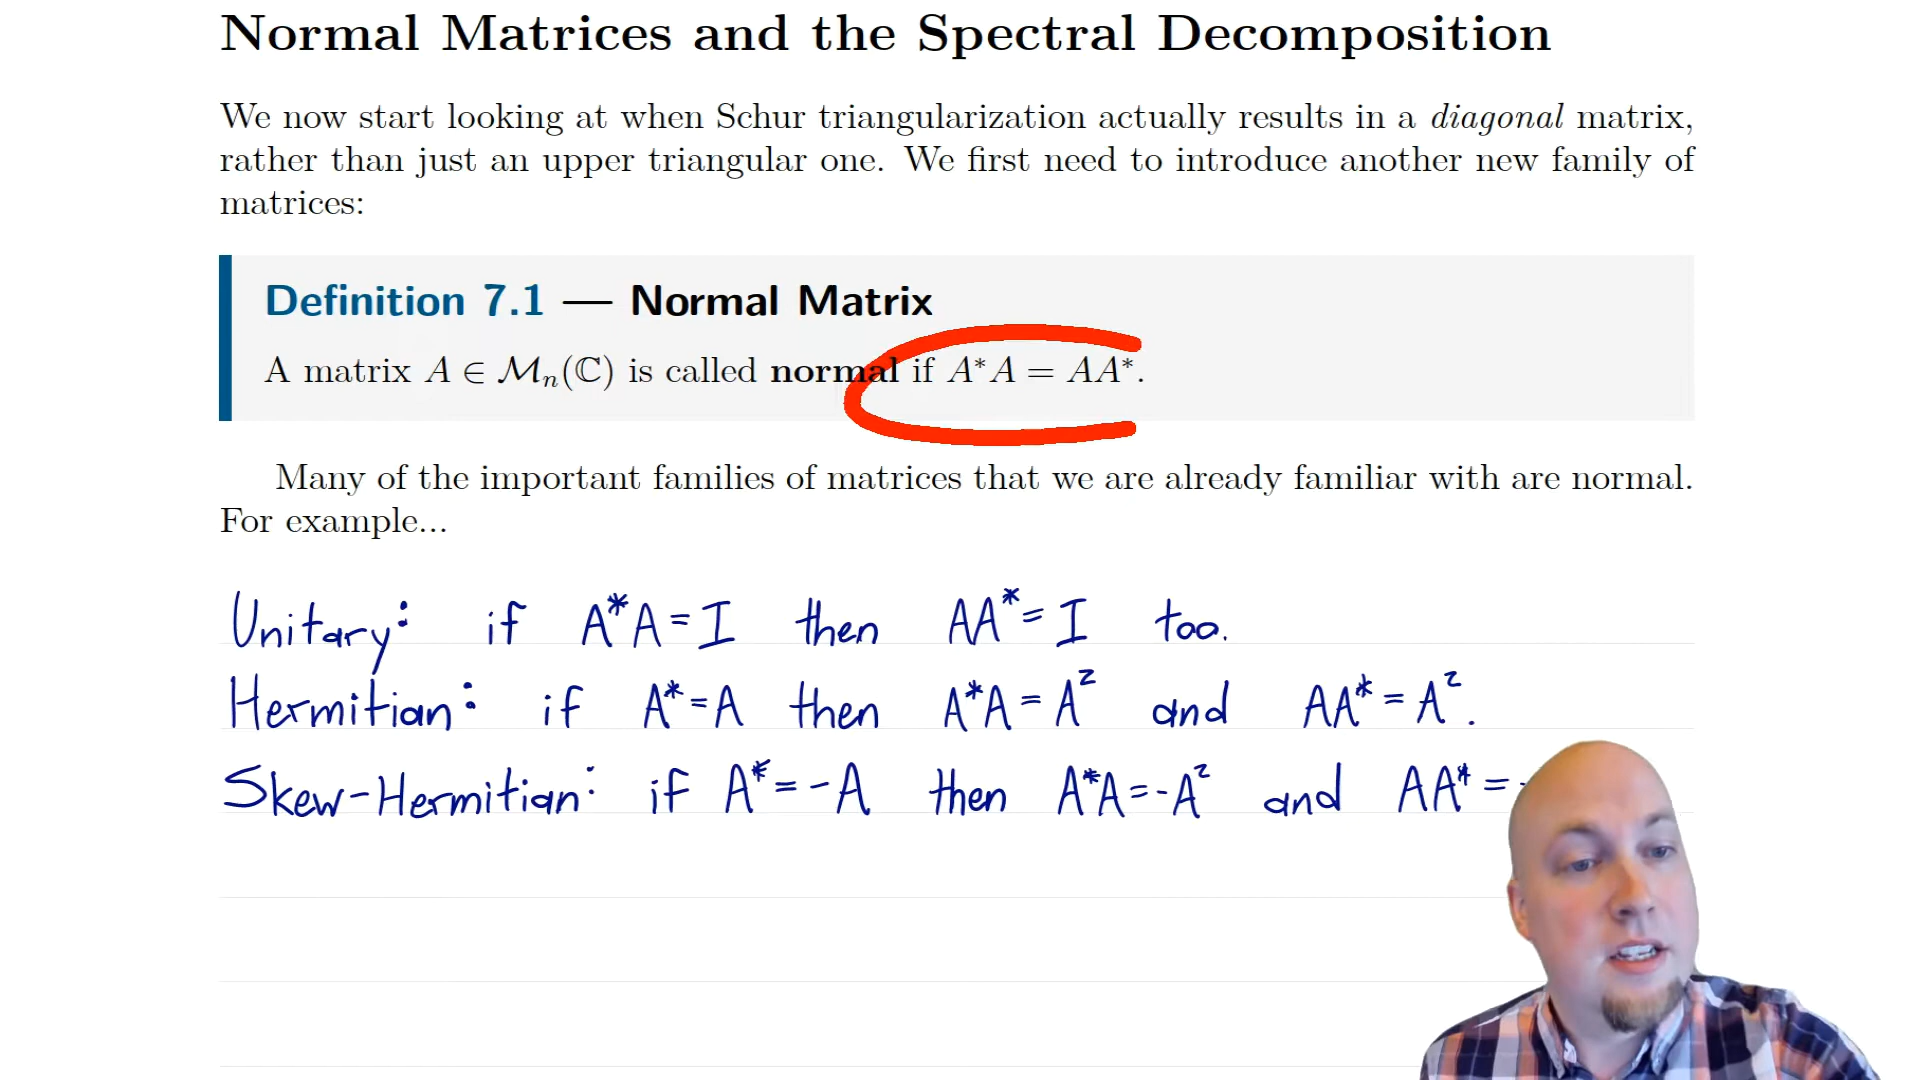 Normal Matrices and the Spectral Decomposition
We now start looking at when Schur triangularization actually results in a diagonal matrix,
rather than just an upper triangular one. We first need to introduce another new family of
matrices:
Definition 7.1 — Normal Matrix
A matrix A ∈ ℳₙ(ℂ) is called normal if A*A = AA*.
Many of the important families of matrices that we are already familiar with are normal.
For example...
Unitary: if A*A = I then AA* = I too.
Hermitian: if A* = A then A*A = A² and AA* = A².
Skew-Hermitian: if A* = -A then A*A = -A² and AA* =